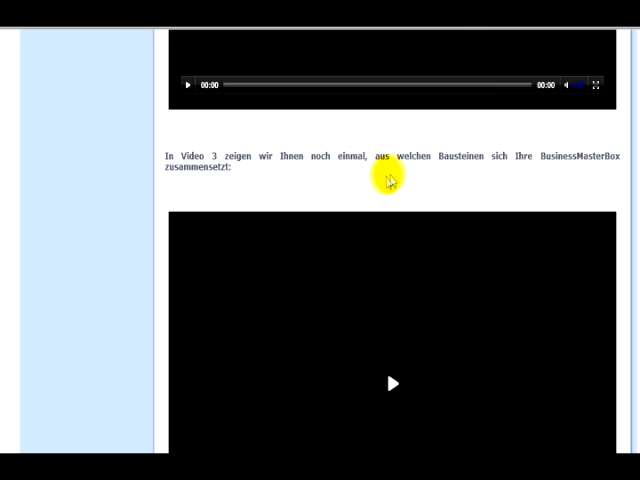 00:00 00:00
In Video 3 zeigen wir Ihnen noch einmal, aus welchen Bausteinen sich Ihre BusinessMasterBox
zusammensetzt: